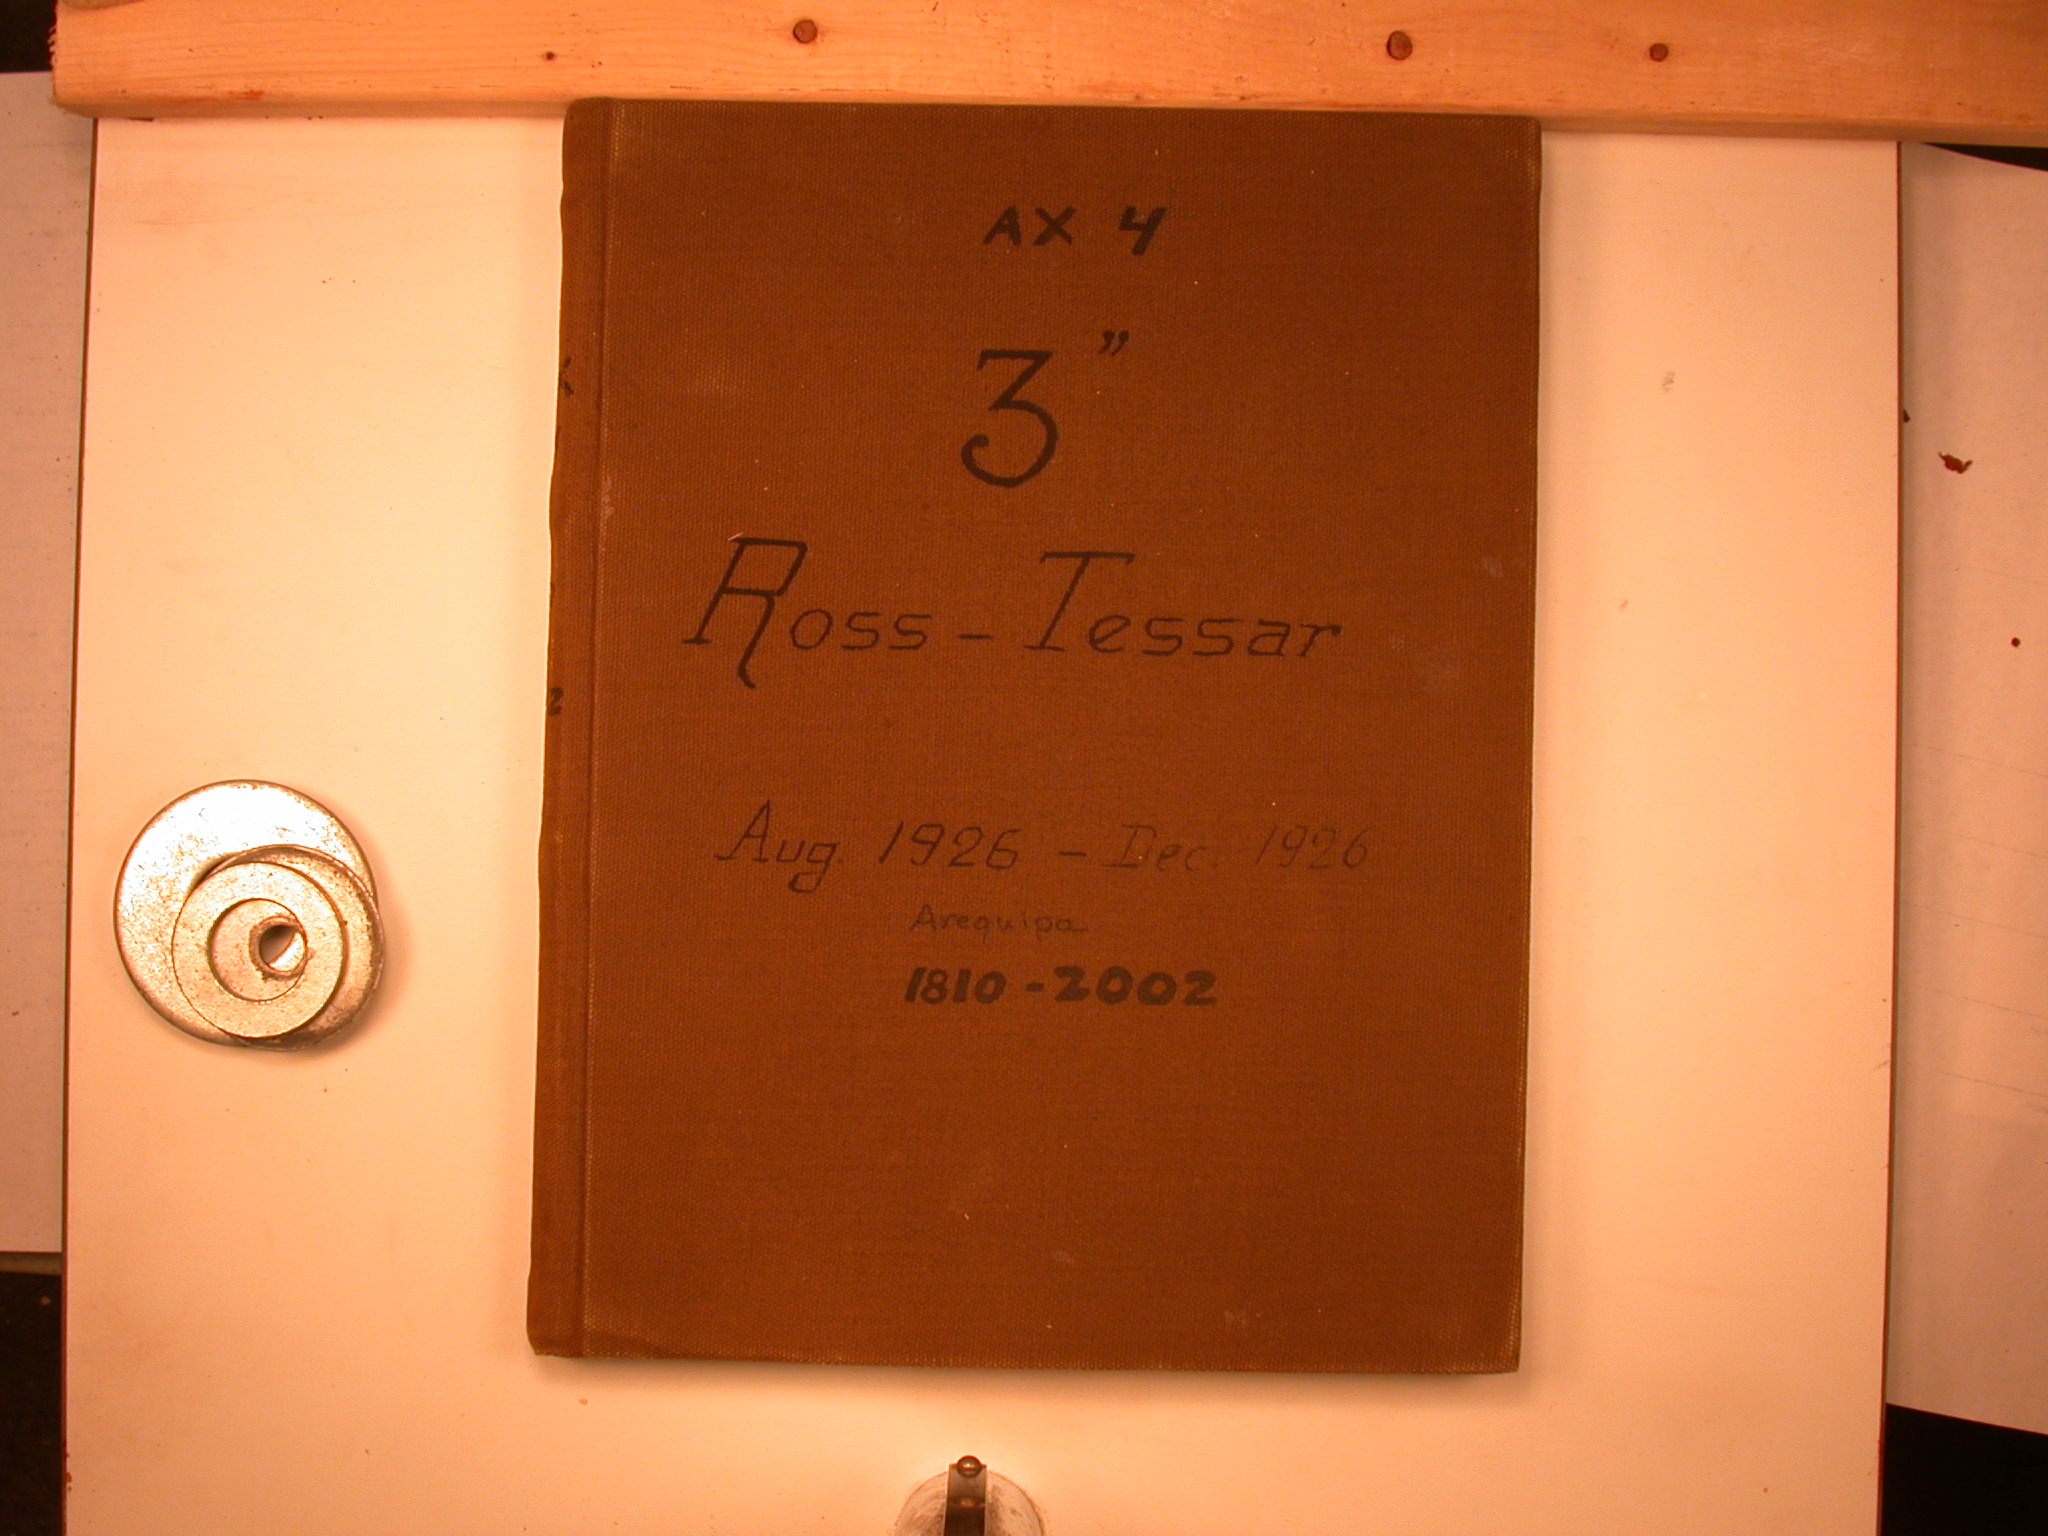 AX 4
3"
Ross - Tessar
Aug 1926 - Dec. 1926
Arequipa
1810 - 2002